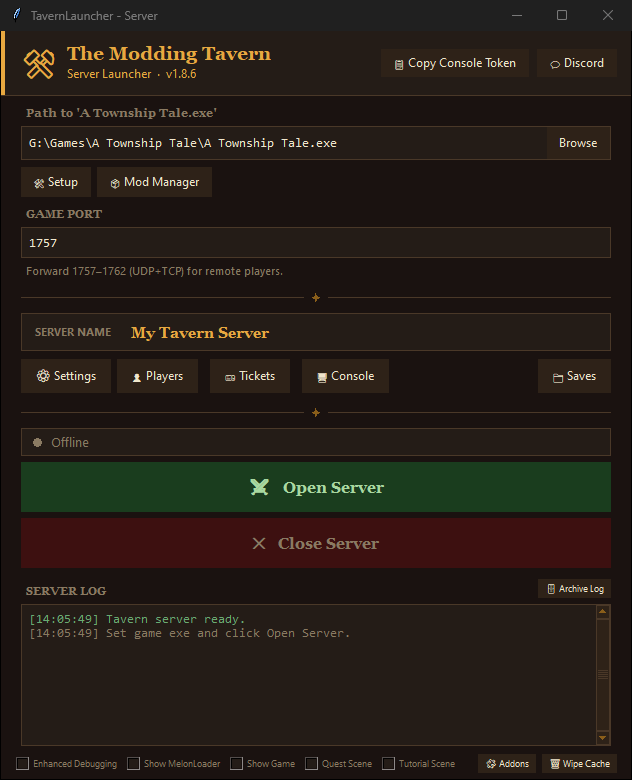 TavernLauncher - Server
The Modding Tavern
Server Launcher · v1.8.6
Copy Console Token
Discord
Path to 'A Township Tale.exe'
G:\Games\A Township Tale\A Township Tale.exe
Browse
Setup
Mod Manager
GAME PORT
1757
Forward 1757–1762 (UDP+TCP) for remote players.
SERVER NAME
My Tavern Server
Settings
Players
Tickets
Console
Saves
Offline
Open Server
Close Server
SERVER LOG
Archive Log
[14:05:49] Tavern server ready.
[14:05:49] Set game exe and click Open Server.
Enhanced Debugging
Show MelonLoader
Show Game
Quest Scene
Tutorial Scene
Addons
Wipe Cache